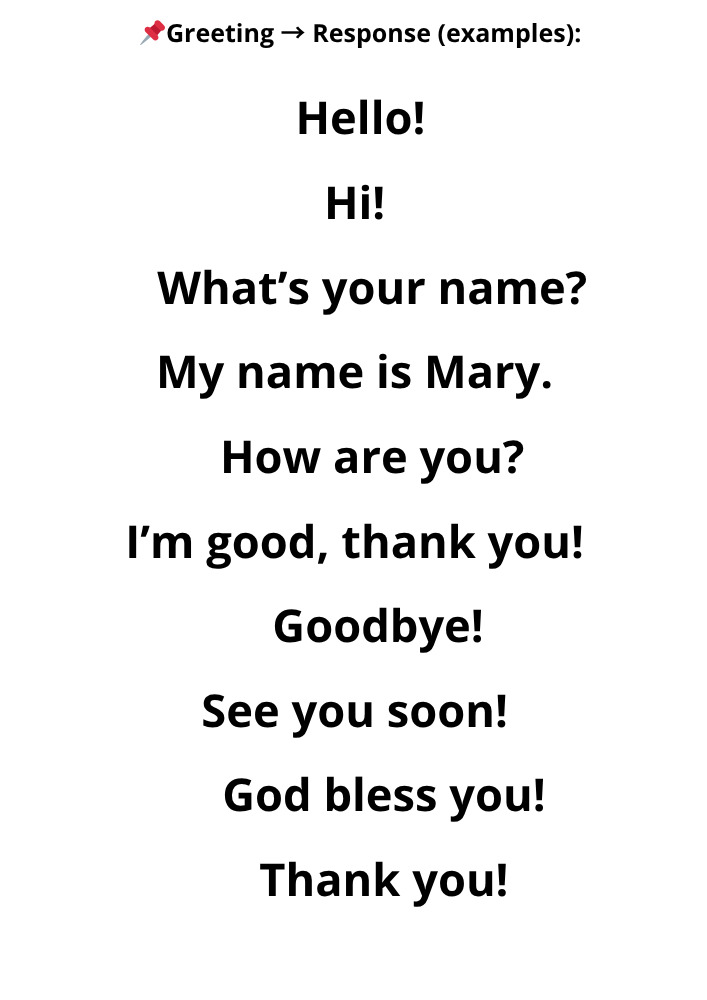 📌Greeting → Response (examples):
Hello!
Hi!
What’s your name?
My name is Mary.
How are you?
I’m good, thank you!
Goodbye!
See you soon!
God bless you!
Thank you!